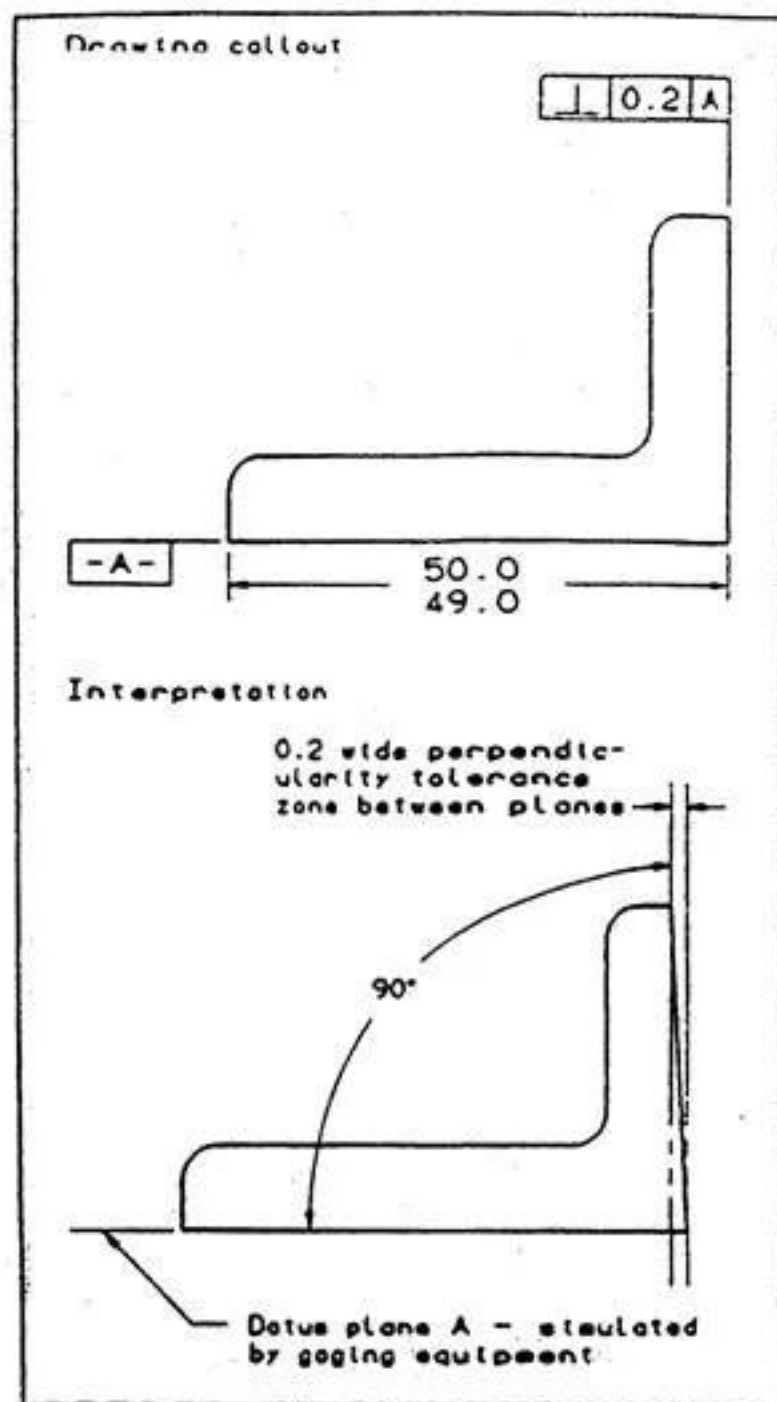 Drawing callout
⊥ 0.2 A
-A-
50.0
49.0
Interpretation
0.2 wide perpendic-
ularity tolerance
zone between planes
90°
Datum plane A - simulated
by gaging equipment